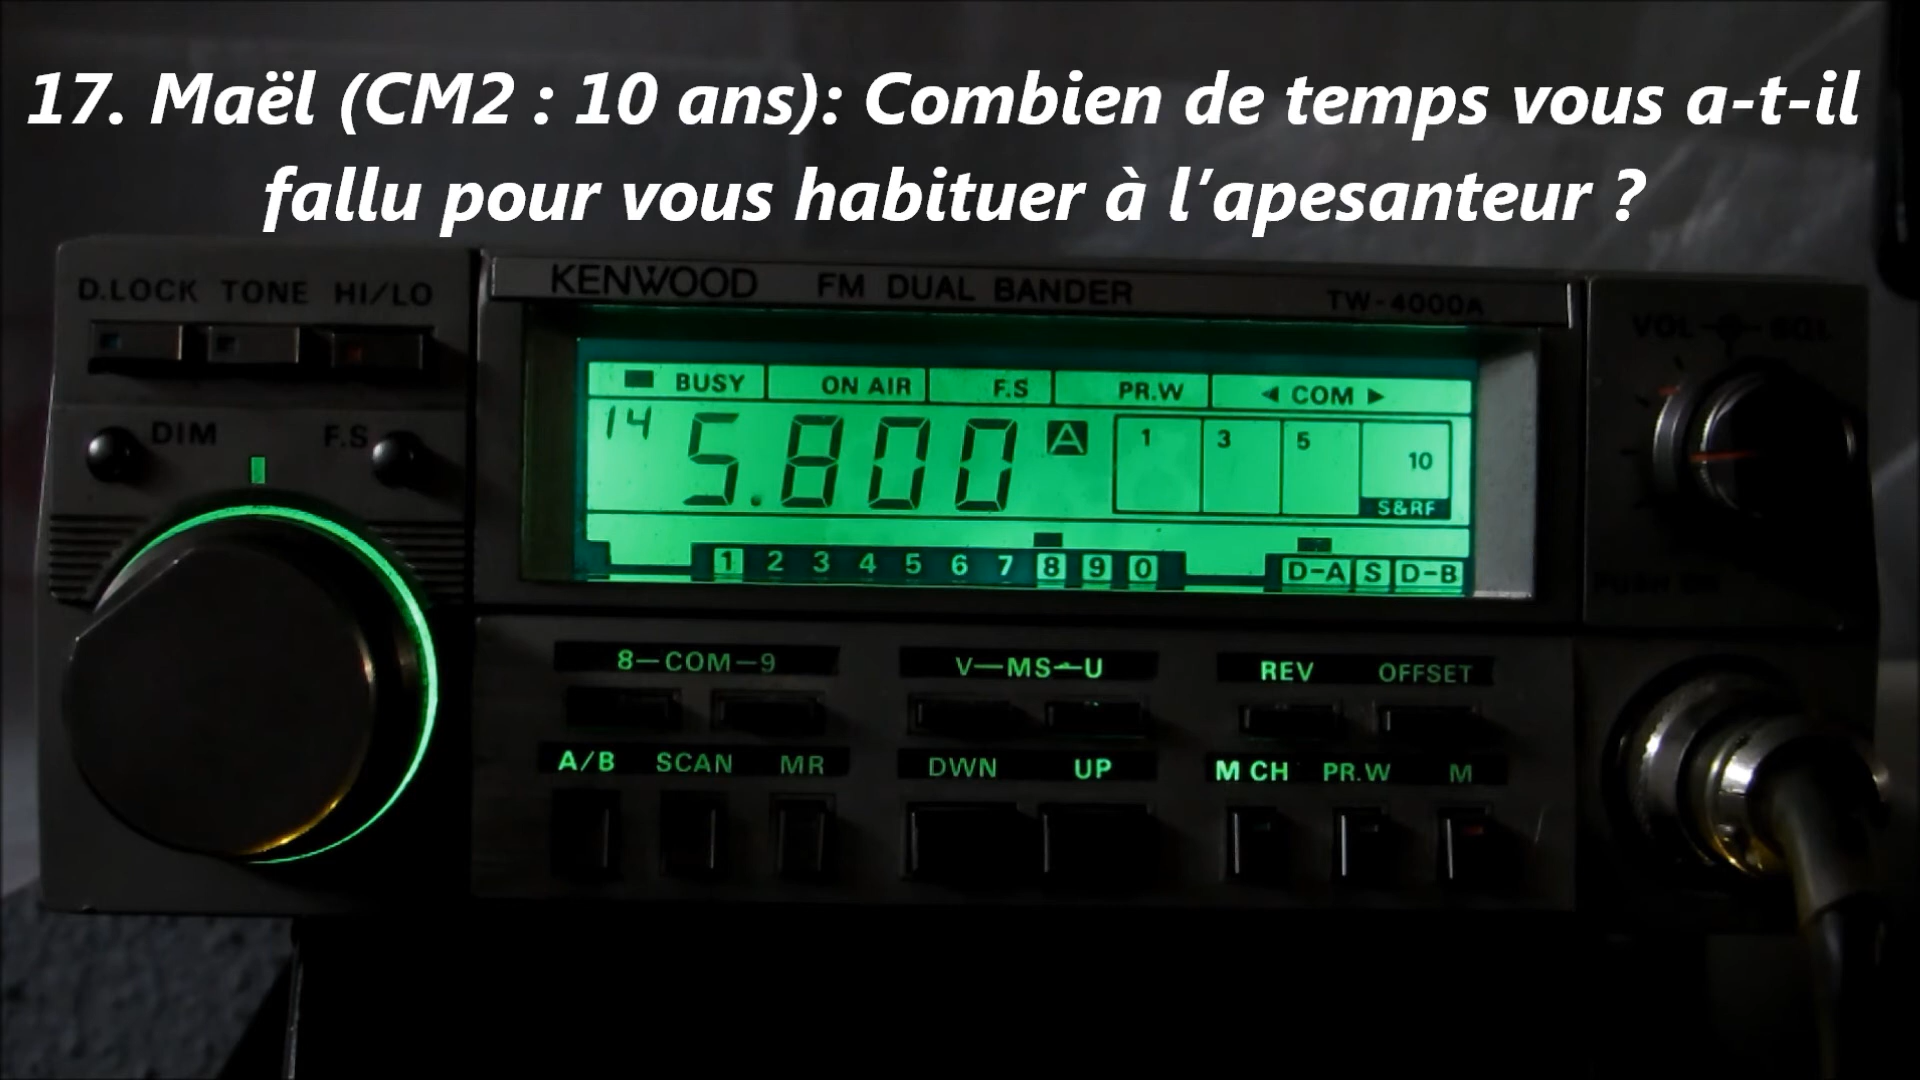 17. Maël (CM2 : 10 ans): Combien de temps vous a-t-il
fallu pour vous habituer à l’apesanteur ?
D.LOCK TONE HI/LO
KENWOOD FM DUAL BANDER TW-4000A
VOL SQL
BUSY ON AIR F.S PR.W ◄ COM ►
DIM F.S
14 5.800 A 1 3 5 10
S&RF
1 2 3 4 5 6 7 8 9 0 D-A S D-B
8—COM—9 V—MS—U REV OFFSET
A/B SCAN MR DWN UP M CH PR.W M